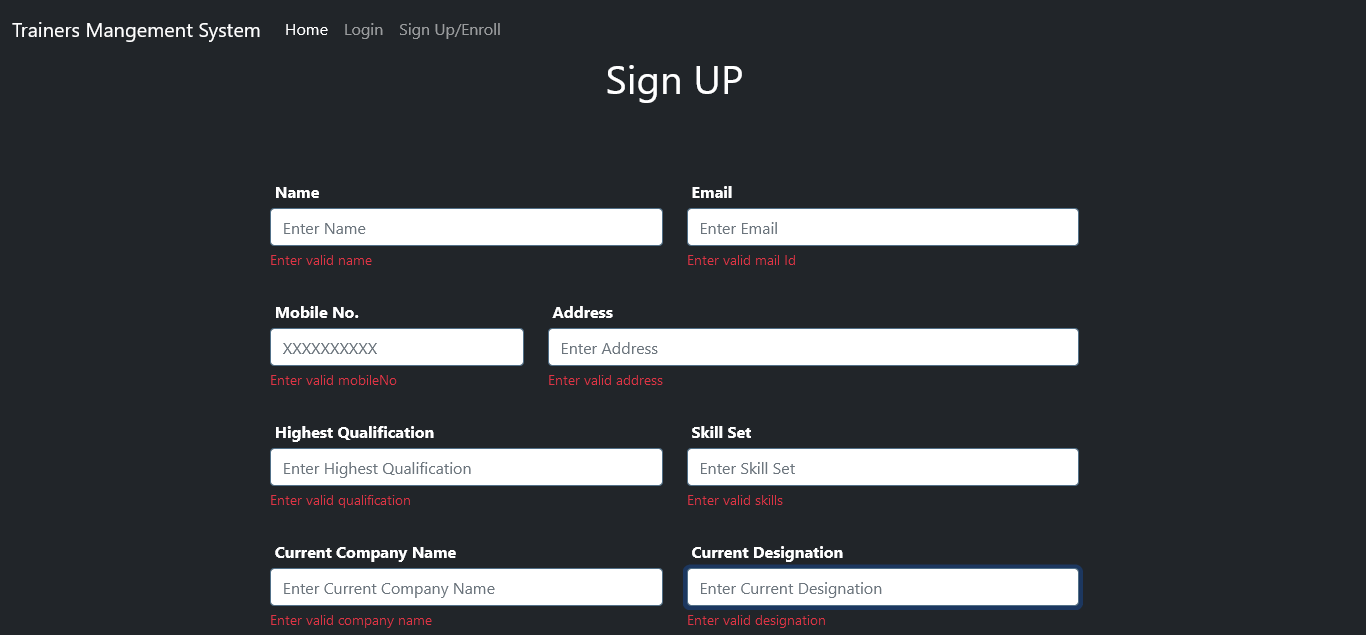 Trainers Mangement System Home Login Sign Up/Enroll
Sign UP
Name Email
Enter Name Enter Email
Enter valid name Enter valid mail Id
Mobile No. Address
XXXXXXXXXX Enter Address
Enter valid mobileNo Enter valid address
Highest Qualification Skill Set
Enter Highest Qualification Enter Skill Set
Enter valid qualification Enter valid skills
Current Company Name Current Designation
Enter Current Company Name Enter Current Designation
Enter valid company name Enter valid designation